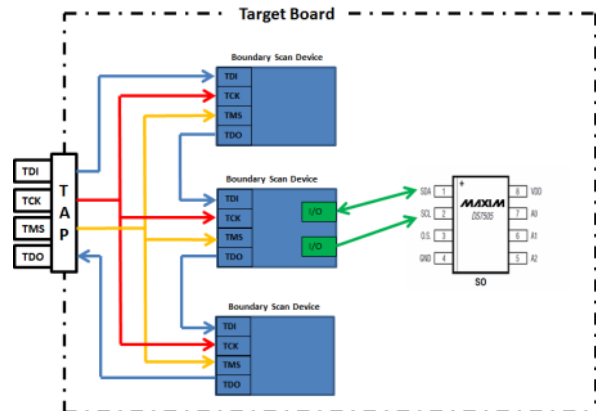 Target Board
Boundary Scan Device
TDI
TCK
TMS
TDO
TDI
TCK
TMS
TDO
TAP
Boundary Scan Device
TDI
TCK
TMS
TDO
I/O
I/O
SDA 1
SCL 2
O.S. 3
GND 4
+
MAXIM
DS7505
8 VDD
7 A0
6 A1
5 A2
SO
Boundary Scan Device
TDI
TCK
TMS
TDO